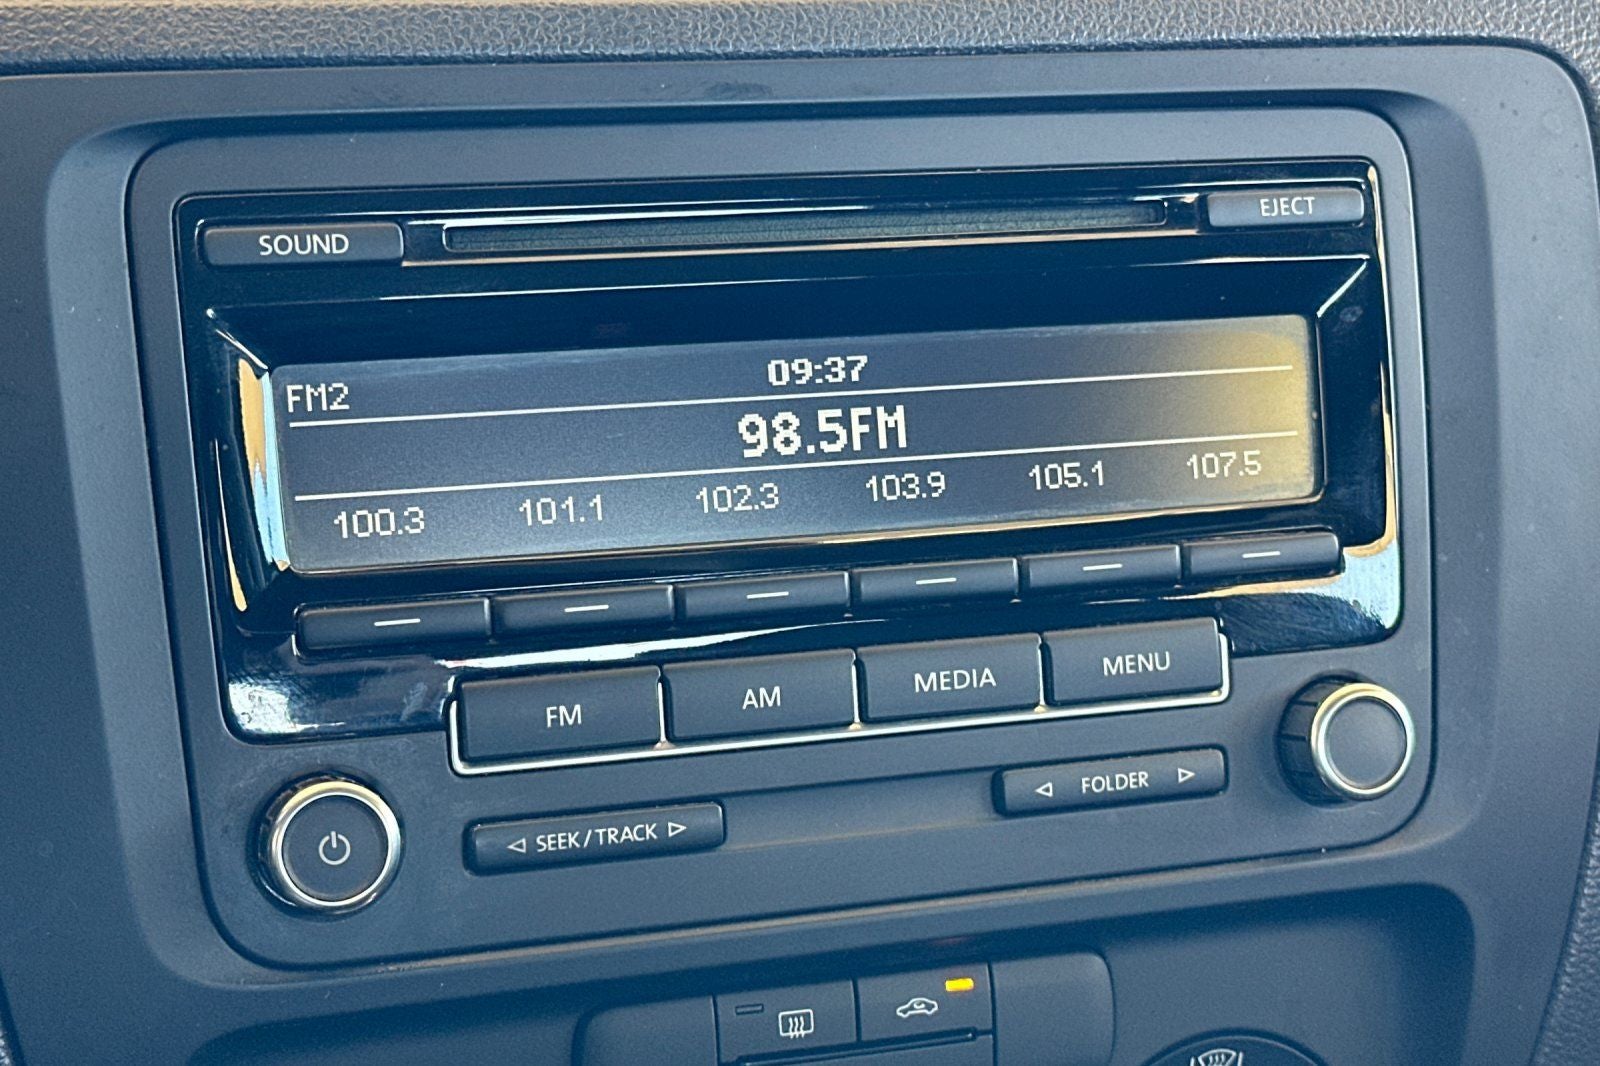 SOUND
EJECT
09:37
FM2
98.5FM
100.3 101.1 102.3 103.9 105.1 107.5
FM AM MEDIA MENU
SEEK/TRACK
FOLDER